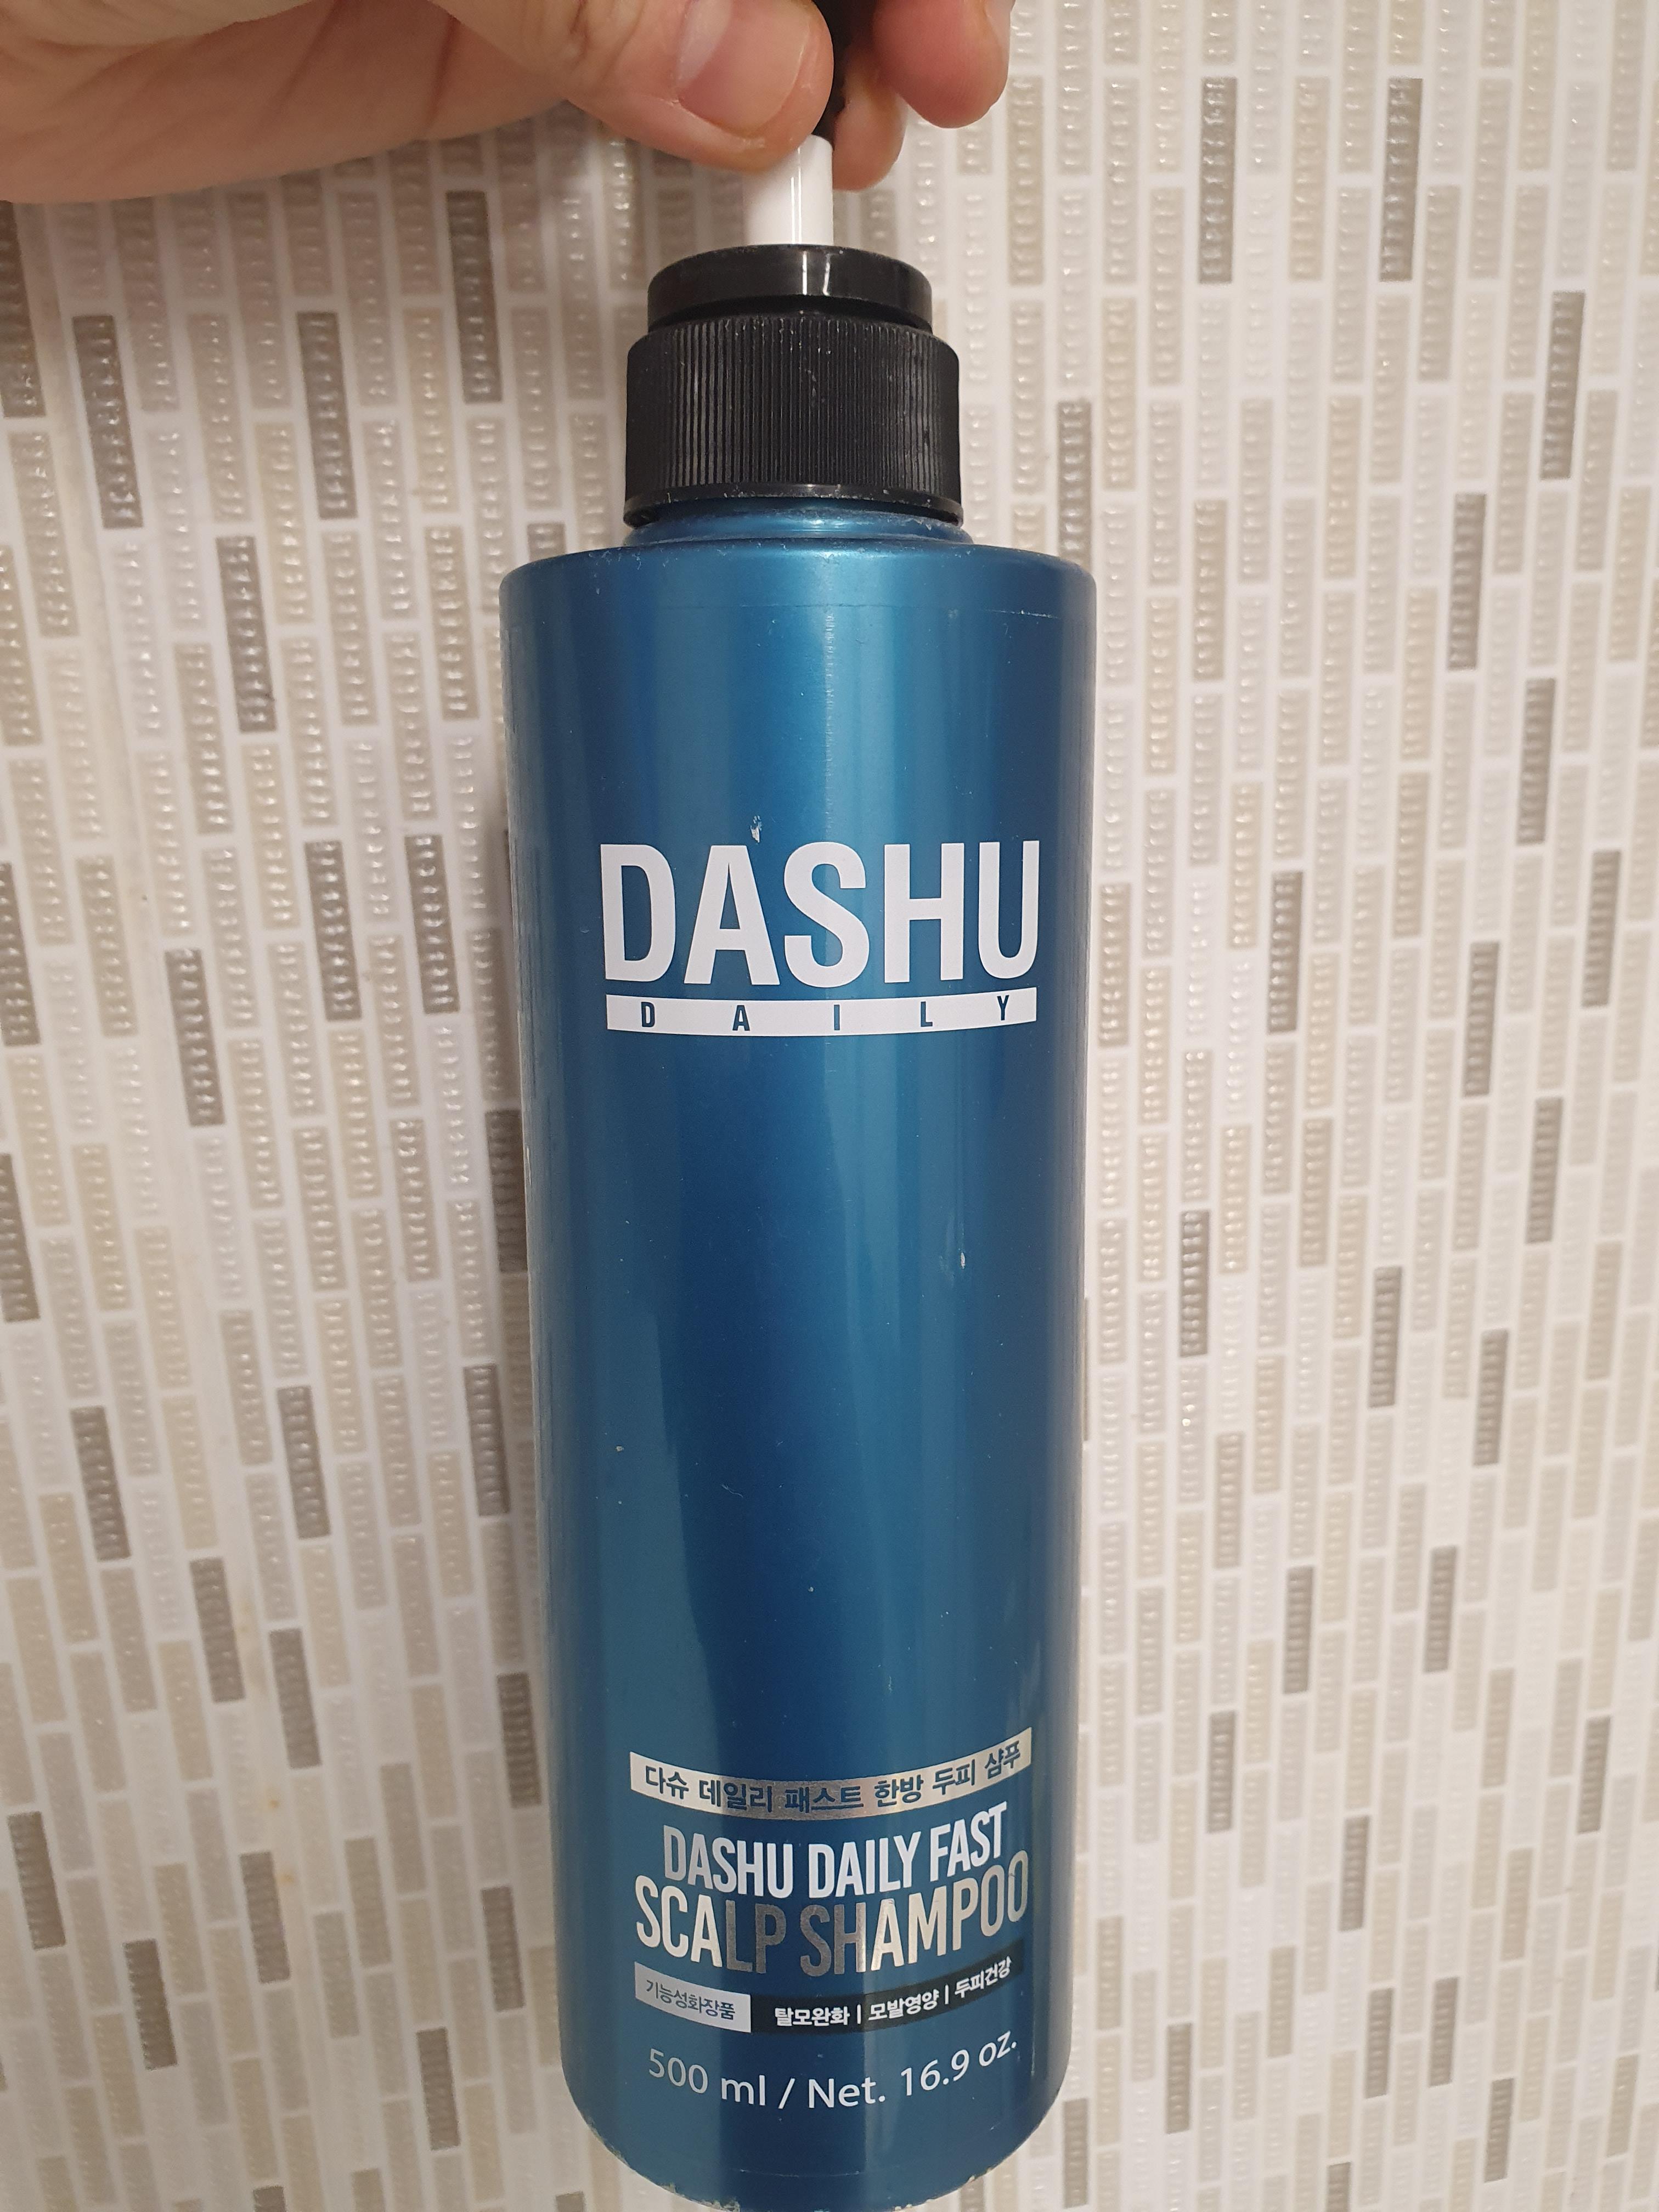 DASHU
DAILY
다슈 데일리 패스트 한방 두피 샴푸
DASHU DAILY FAST
SCALP SHAMPOO
기능성화장품 탈모완화 | 모발영양 | 두피건강
500 ml / Net. 16.9 oz.